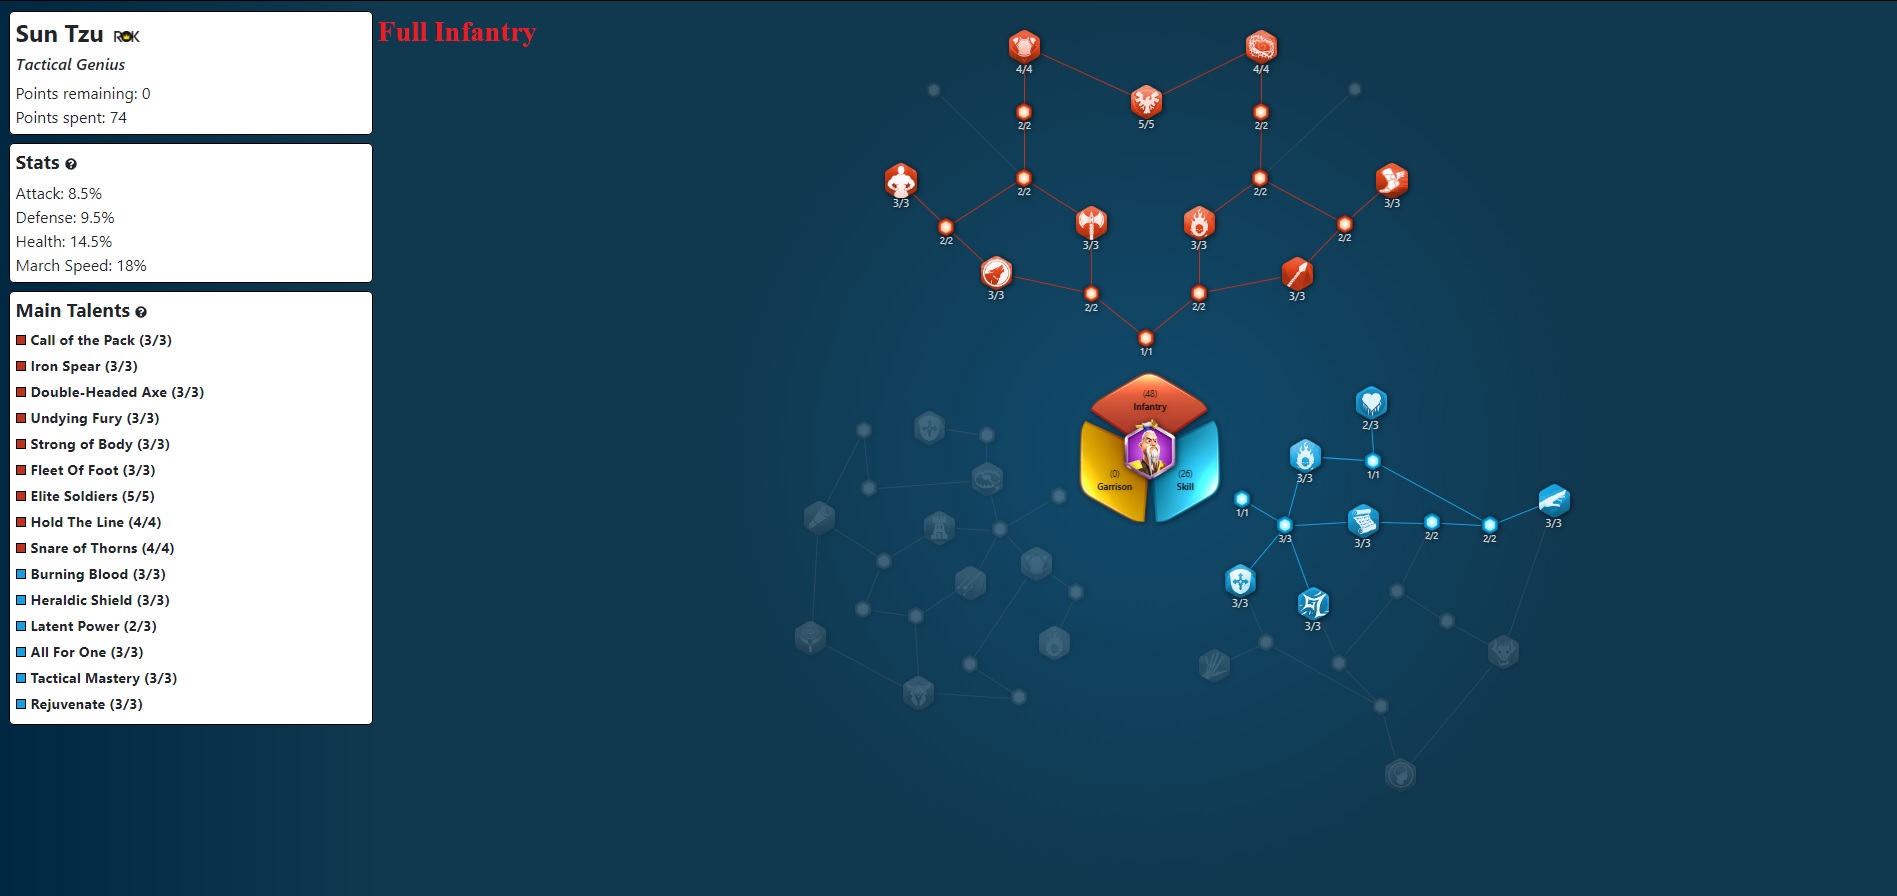 Sun Tzu ROK
Tactical Genius
Points remaining: 0
Points spent: 74
Stats ?
Attack: 8.5%
Defense: 9.5%
Health: 14.5%
March Speed: 18%
Main Talents ?
Call of the Pack (3/3)
Iron Spear (3/3)
Double-Headed Axe (3/3)
Undying Fury (3/3)
Strong of Body (3/3)
Fleet Of Foot (3/3)
Elite Soldiers (5/5)
Hold The Line (4/4)
Snare of Thorns (4/4)
Burning Blood (3/3)
Heraldic Shield (3/3)
Latent Power (2/3)
All For One (3/3)
Tactical Mastery (3/3)
Rejuvenate (3/3)
Full Infantry
4/4 4/4
5/5
2/2 2/2
2/2 2/2
3/3 3/3
2/2 3/3 3/3 2/2
3/3 2/2 2/2 3/3
1/1
(48)
Infantry
(0) (26)
Garrison Skill
2/3
3/3 1/1
1/1 3/3
3/3 3/3 2/2 2/2
3/3 3/3